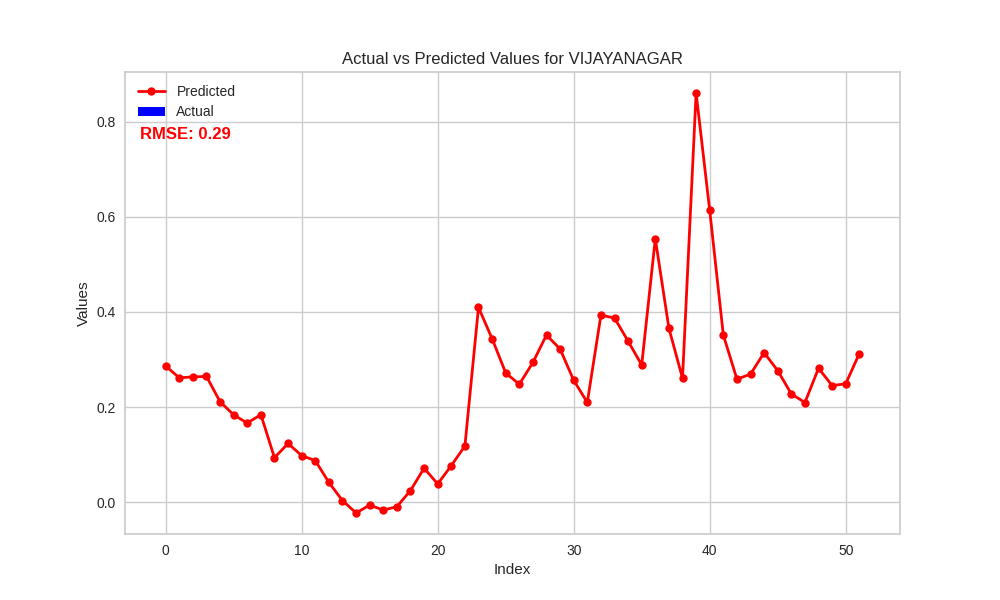 Actual vs Predicted Values for VIJAYANAGAR
Predicted
Actual
RMSE: 0.29
0.8
0.6
0.4
0.2
0.0
Values
0
10
20
30
40
50
Index